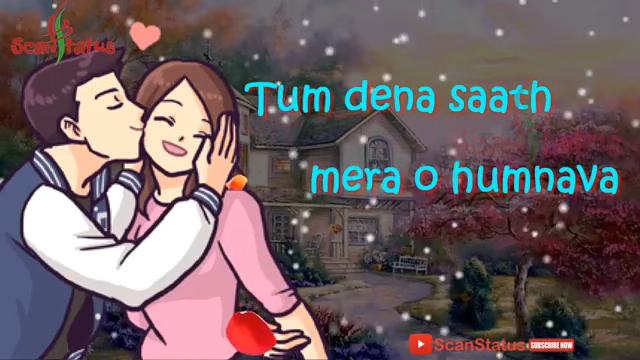 ScanStatus
Tum dena saath
mera o humnava
ScanStatus SUBSCRIBE NOW